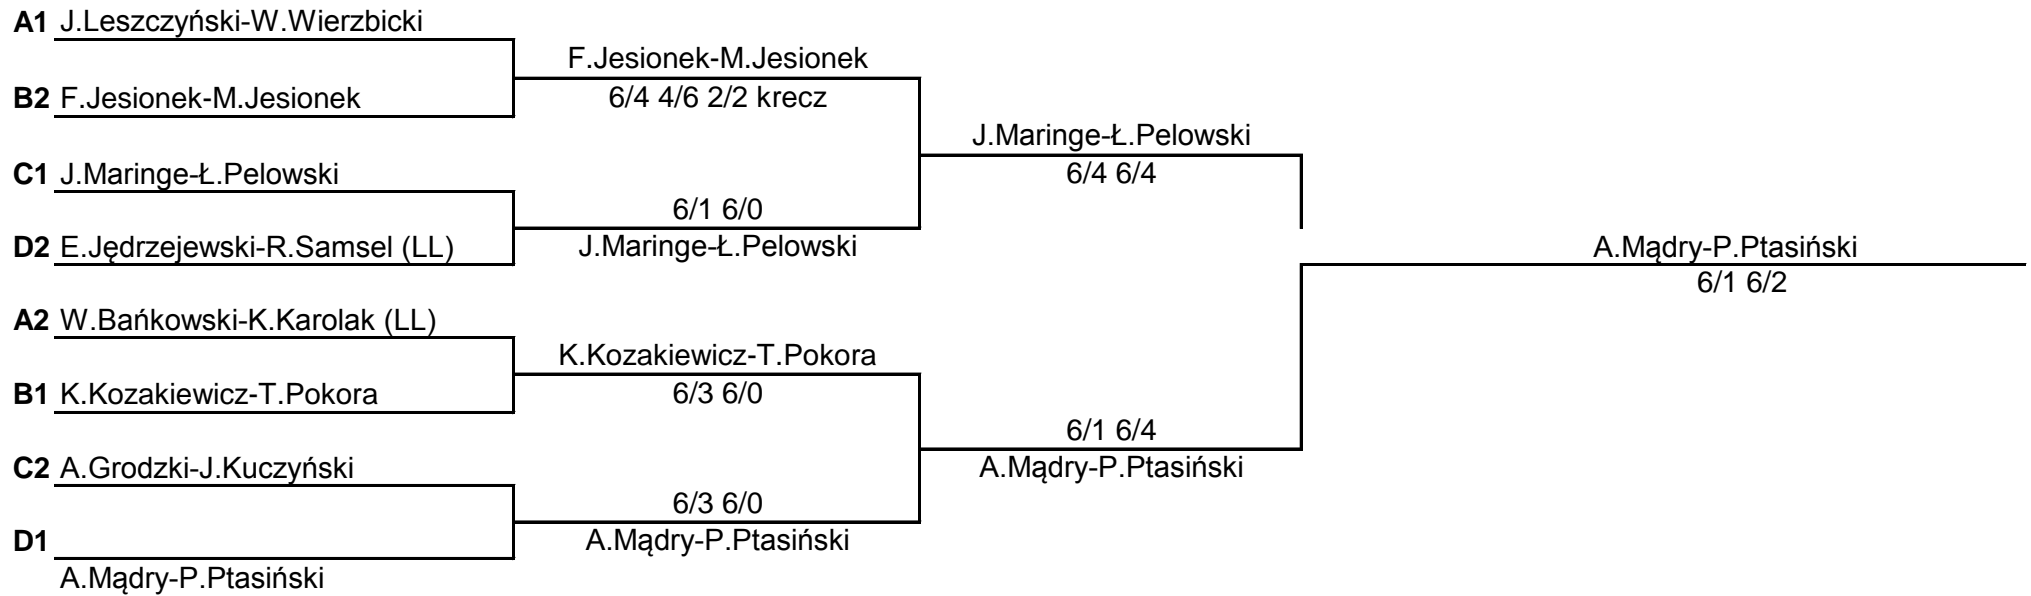 A1 J.Leszczyński-W.Wierzbicki
F.Jesionek-M.Jesionek
B2 F.Jesionek-M.Jesionek
6/4 4/6 2/2 krecz
J.Maringe-Ł.Pelowski
C1 J.Maringe-Ł.Pelowski
6/4 6/4
6/1 6/0
D2 E.Jędrzejewski-R.Samsel (LL)
J.Maringe-Ł.Pelowski
A.Mądry-P.Ptasiński
6/1 6/2
A2 W.Bańkowski-K.Karolak (LL)
K.Kozakiewicz-T.Pokora
B1 K.Kozakiewicz-T.Pokora
6/3 6/0
6/1 6/4
C2 A.Grodzki-J.Kuczyński
A.Mądry-P.Ptasiński
6/3 6/0
D1
A.Mądry-P.Ptasiński
A.Mądry-P.Ptasiński